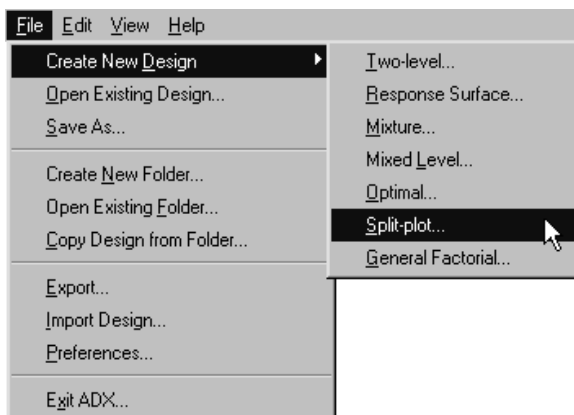 File Edit View Help
Create New Design
Open Existing Design...
Save As...
Create New Folder...
Open Existing Folder...
Copy Design from Folder...
Export...
Import Design...
Preferences...
Exit ADX...
Two-level...
Response Surface...
Mixture...
Mixed Level...
Optimal...
Split-plot...
General Factorial...